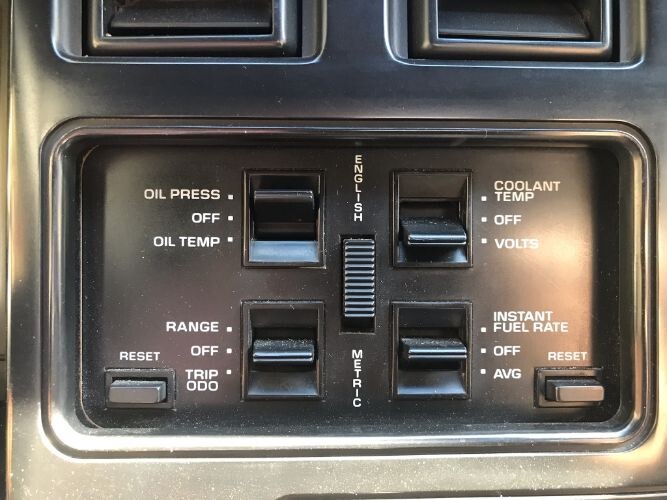 OIL PRESS
OFF
OIL TEMP
ENGLISH
COOLANT
TEMP
OFF
VOLTS
RANGE
OFF
TRIP
ODO
RESET
METRIC
INSTANT
FUEL RATE
OFF
AVG
RESET